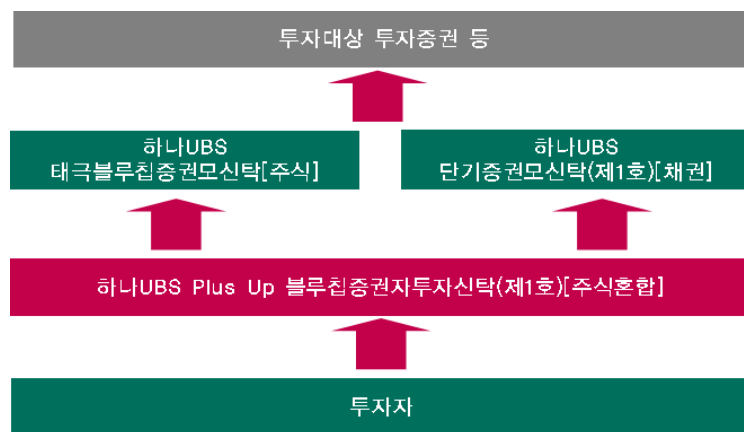 투자대상 투자증권 등
하나UBS
태극블루칩증권모신탁[주식]
하나UBS
단기증권모신탁(제1호)[채권]
하나UBS Plus Up 블루칩증권자투자신탁(제1호)[주식혼합]
투자자